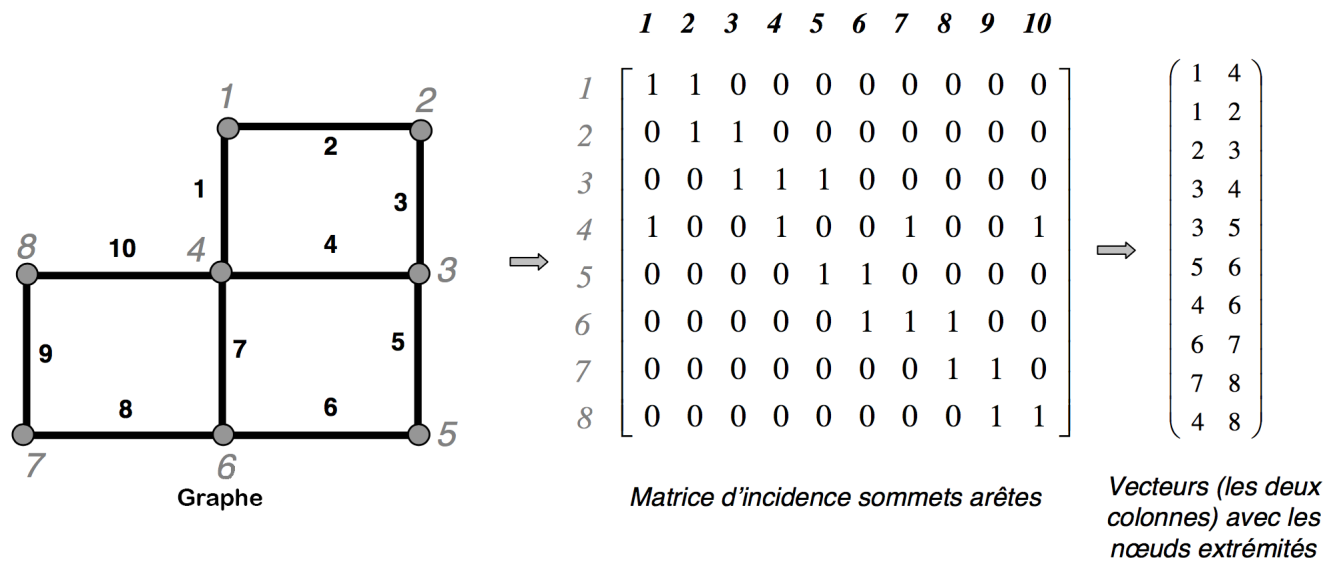 1
2
2
1
3
8
10
4
4
3
9
7
5
8
6
7
6
5
Graphe
1 2 3 4 5 6 7 8 9 10
1 1 1 0 0 0 0 0 0 0 0
2 0 1 1 0 0 0 0 0 0 0
3 0 0 1 1 1 0 0 0 0 0
4 1 0 0 1 0 0 1 0 0 1
5 0 0 0 0 1 1 0 0 0 0
6 0 0 0 0 0 1 1 1 0 0
7 0 0 0 0 0 0 0 1 1 0
8 0 0 0 0 0 0 0 0 1 1
Matrice d'incidence sommets arêtes
1 4
1 2
2 3
3 4
3 5
5 6
4 6
6 7
7 8
4 8
Vecteurs (les deux
colonnes) avec les
nœuds extrémités